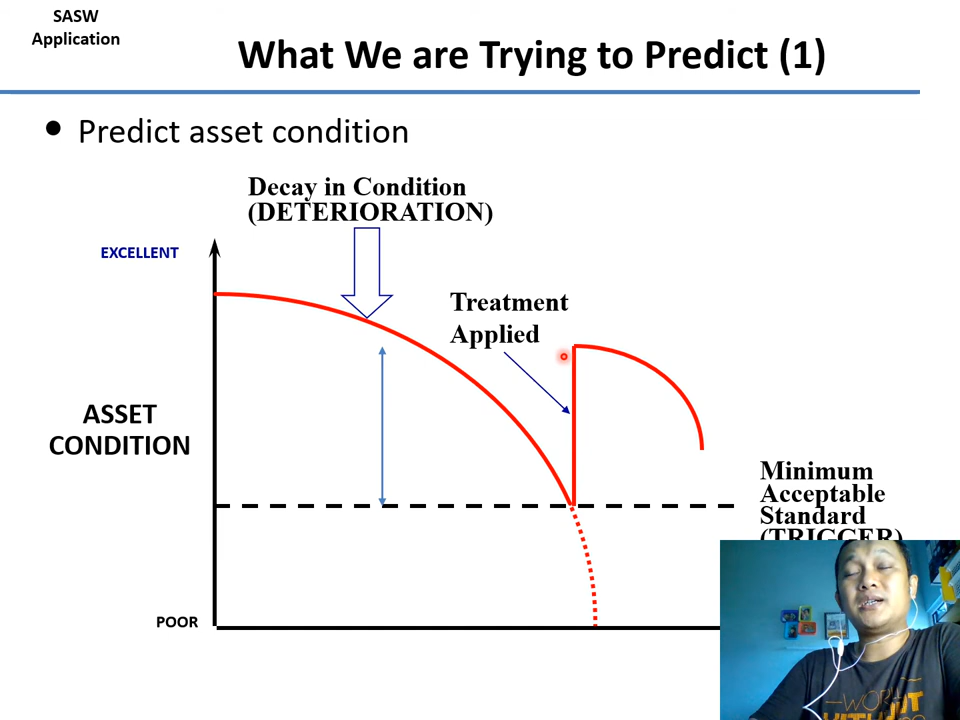 SASW
Application
What We are Trying to Predict (1)
• Predict asset condition
Decay in Condition
(DETERIORATION)
EXCELLENT
Treatment
Applied
ASSET
CONDITION
Minimum
Acceptable
Standard
(TRIGGER)
POOR